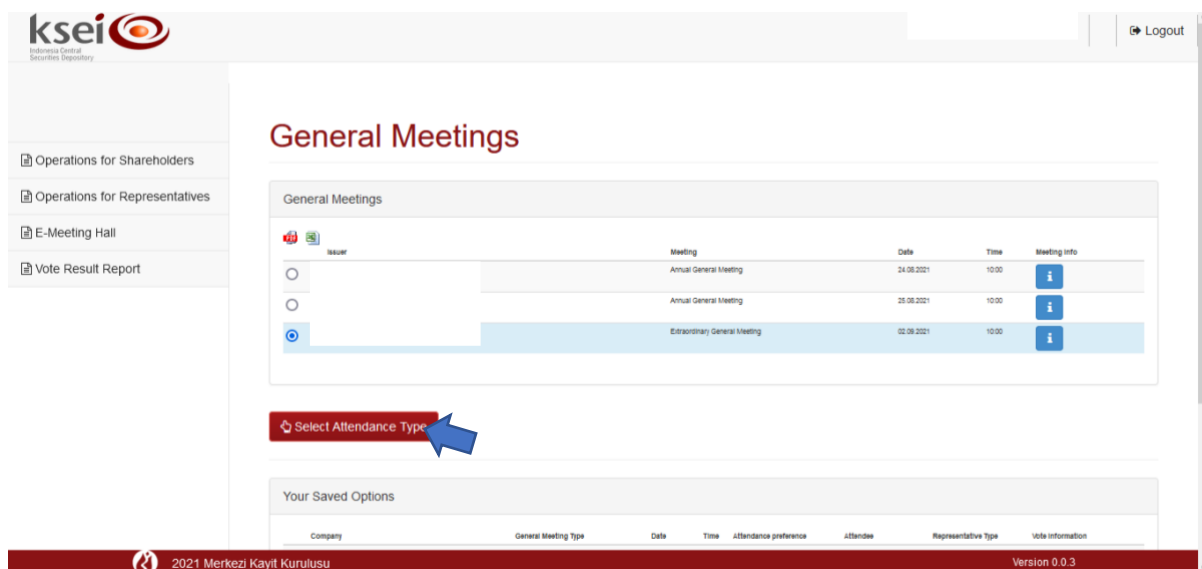 ksei
Indonesia Central
Securities Depository
Logout
Operations for Shareholders
Operations for Representatives
E-Meeting Hall
Vote Result Report
General Meetings
General Meetings
Issuer Meeting Date Time Meeting Info
Annual General Meeting 24.08.2021 10:00
Annual General Meeting 25.08.2021 10:00
Extraordinary General Meeting 02.09.2021 10:00
Select Attendance Type
Your Saved Options
Company General Meeting Type Date Time Attendance preference Attendee Representative Type Vote Information
2021 Merkezi Kayit Kurulusu Version 0.0.3